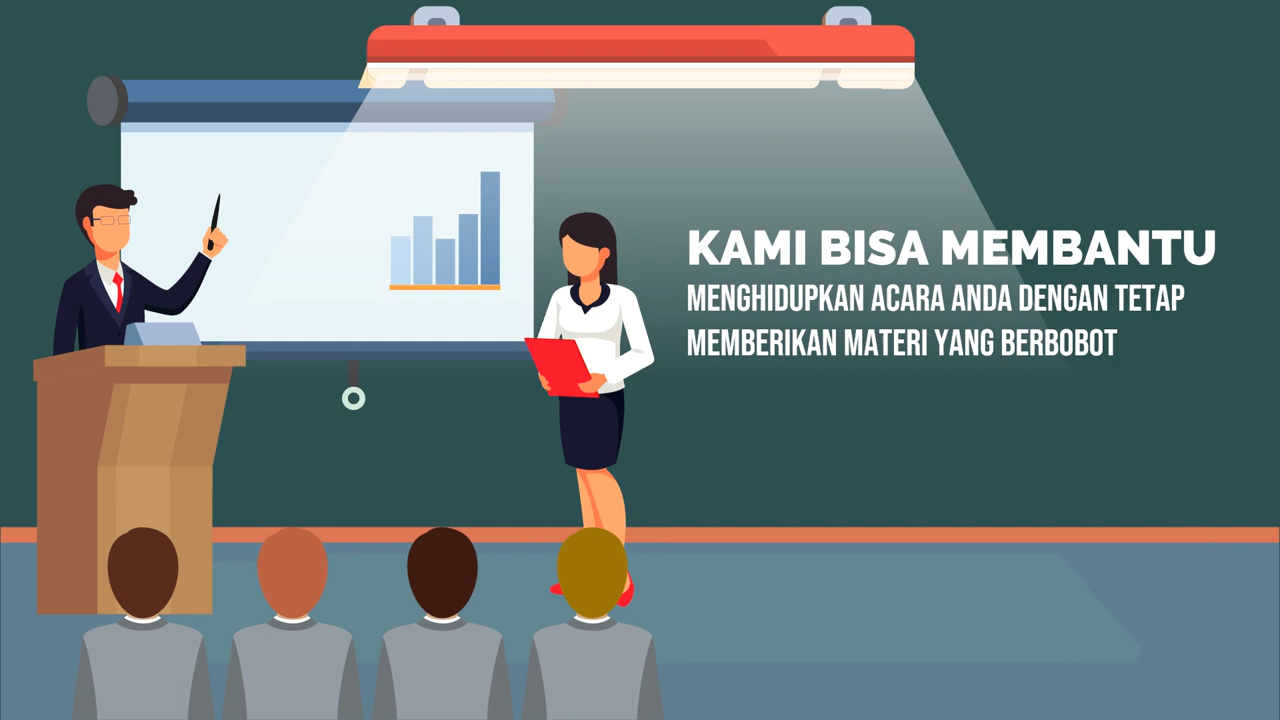 KAMI BISA MEMBANTU
MENGHIDUPKAN ACARA ANDA DENGAN TETAP
MEMBERIKAN MATERI YANG BERBOBOT